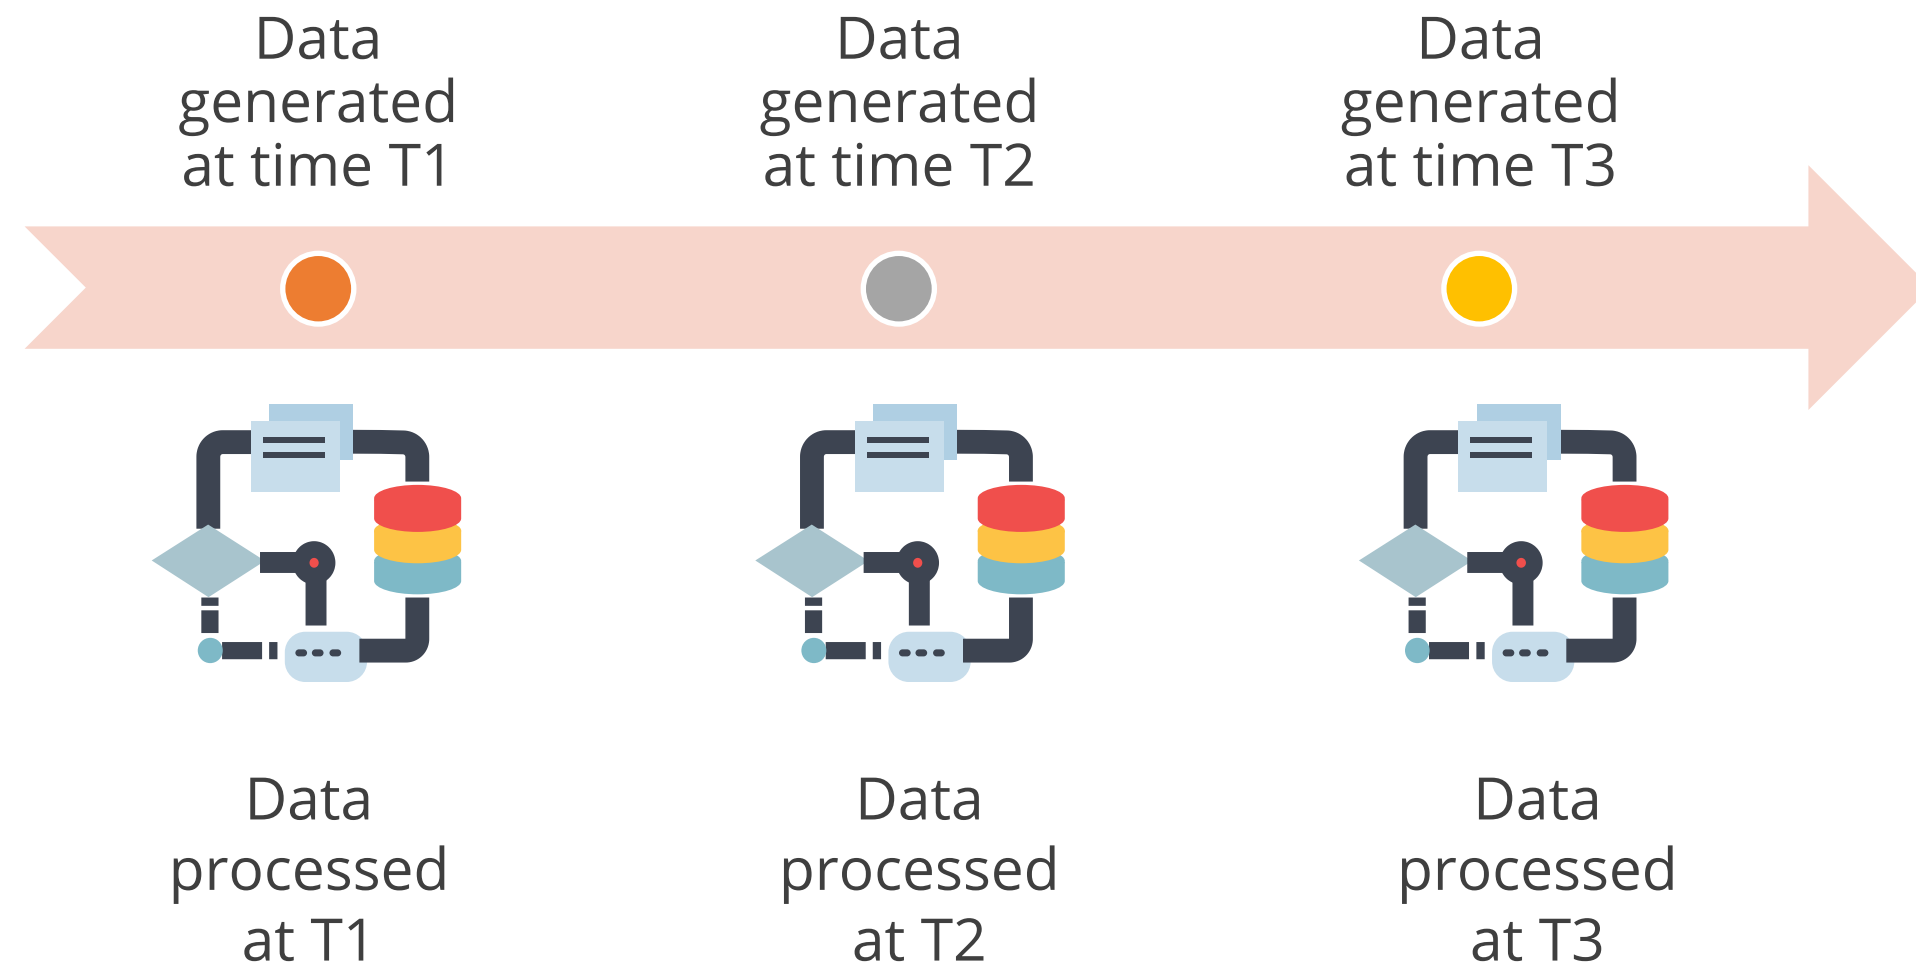 Data
generated
at time T1
Data
generated
at time T2
Data
generated
at time T3
Data
processed
at T1
Data
processed
at T2
Data
processed
at T3